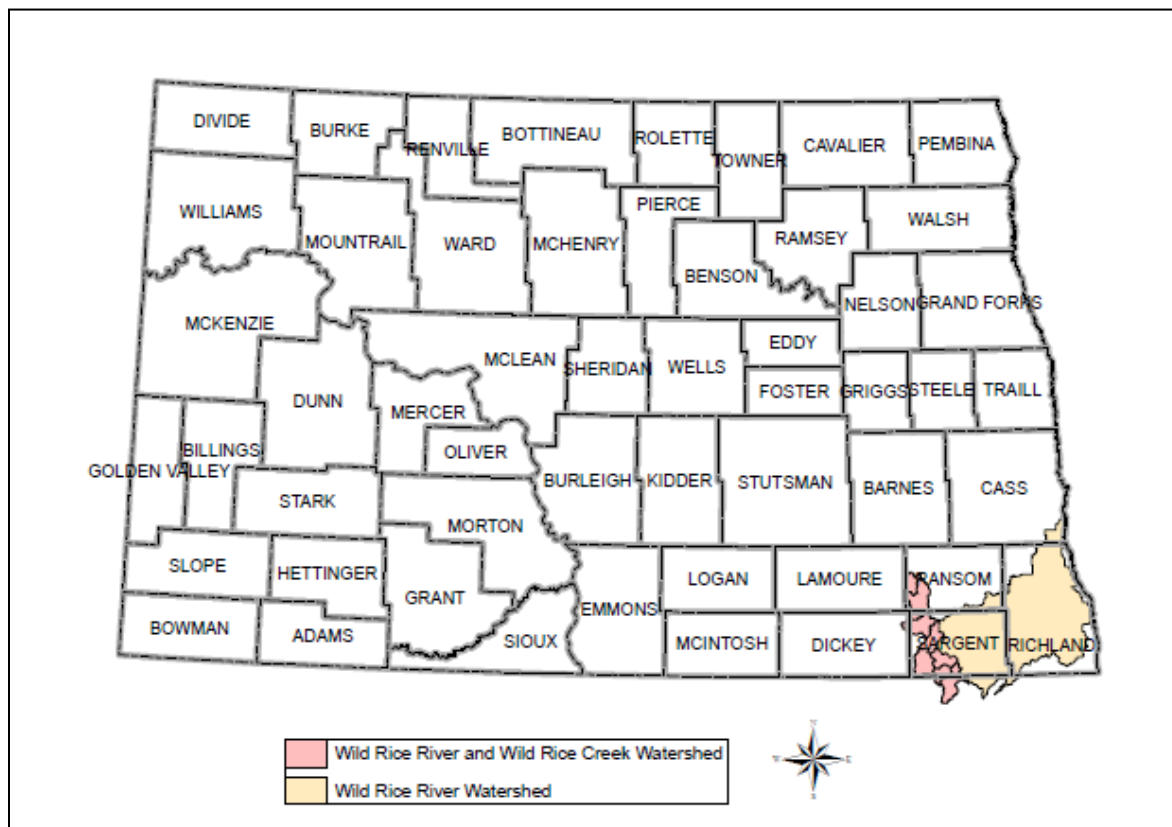 DIVIDE
BURKE
RENVILLE
BOTTINEAU
ROLETTE
TOWNER
CAVALIER
PEMBINA
WILLIAMS
MOUNTRAIL
WARD
MCHENRY
PIERCE
BENSON
RAMSEY
WALSH
MCKENZIE
NELSON
GRAND FORKS
DUNN
MCLEAN
SHERIDAN
WELLS
EDDY
FOSTER
GRIGGS
STEELE
TRAILL
MERCER
OLIVER
BILLINGS
GOLDEN VALLEY
STARK
MORTON
BURLEIGH
KIDDER
STUTSMAN
BARNES
CASS
SLOPE
HETTINGER
GRANT
EMMONS
LOGAN
LAMOURE
RANSOM
BOWMAN
ADAMS
SIOUX
MCINTOSH
DICKEY
SARGENT
RICHLAND
Wild Rice River and Wild Rice Creek Watershed
Wild Rice River Watershed
N
W
E
S